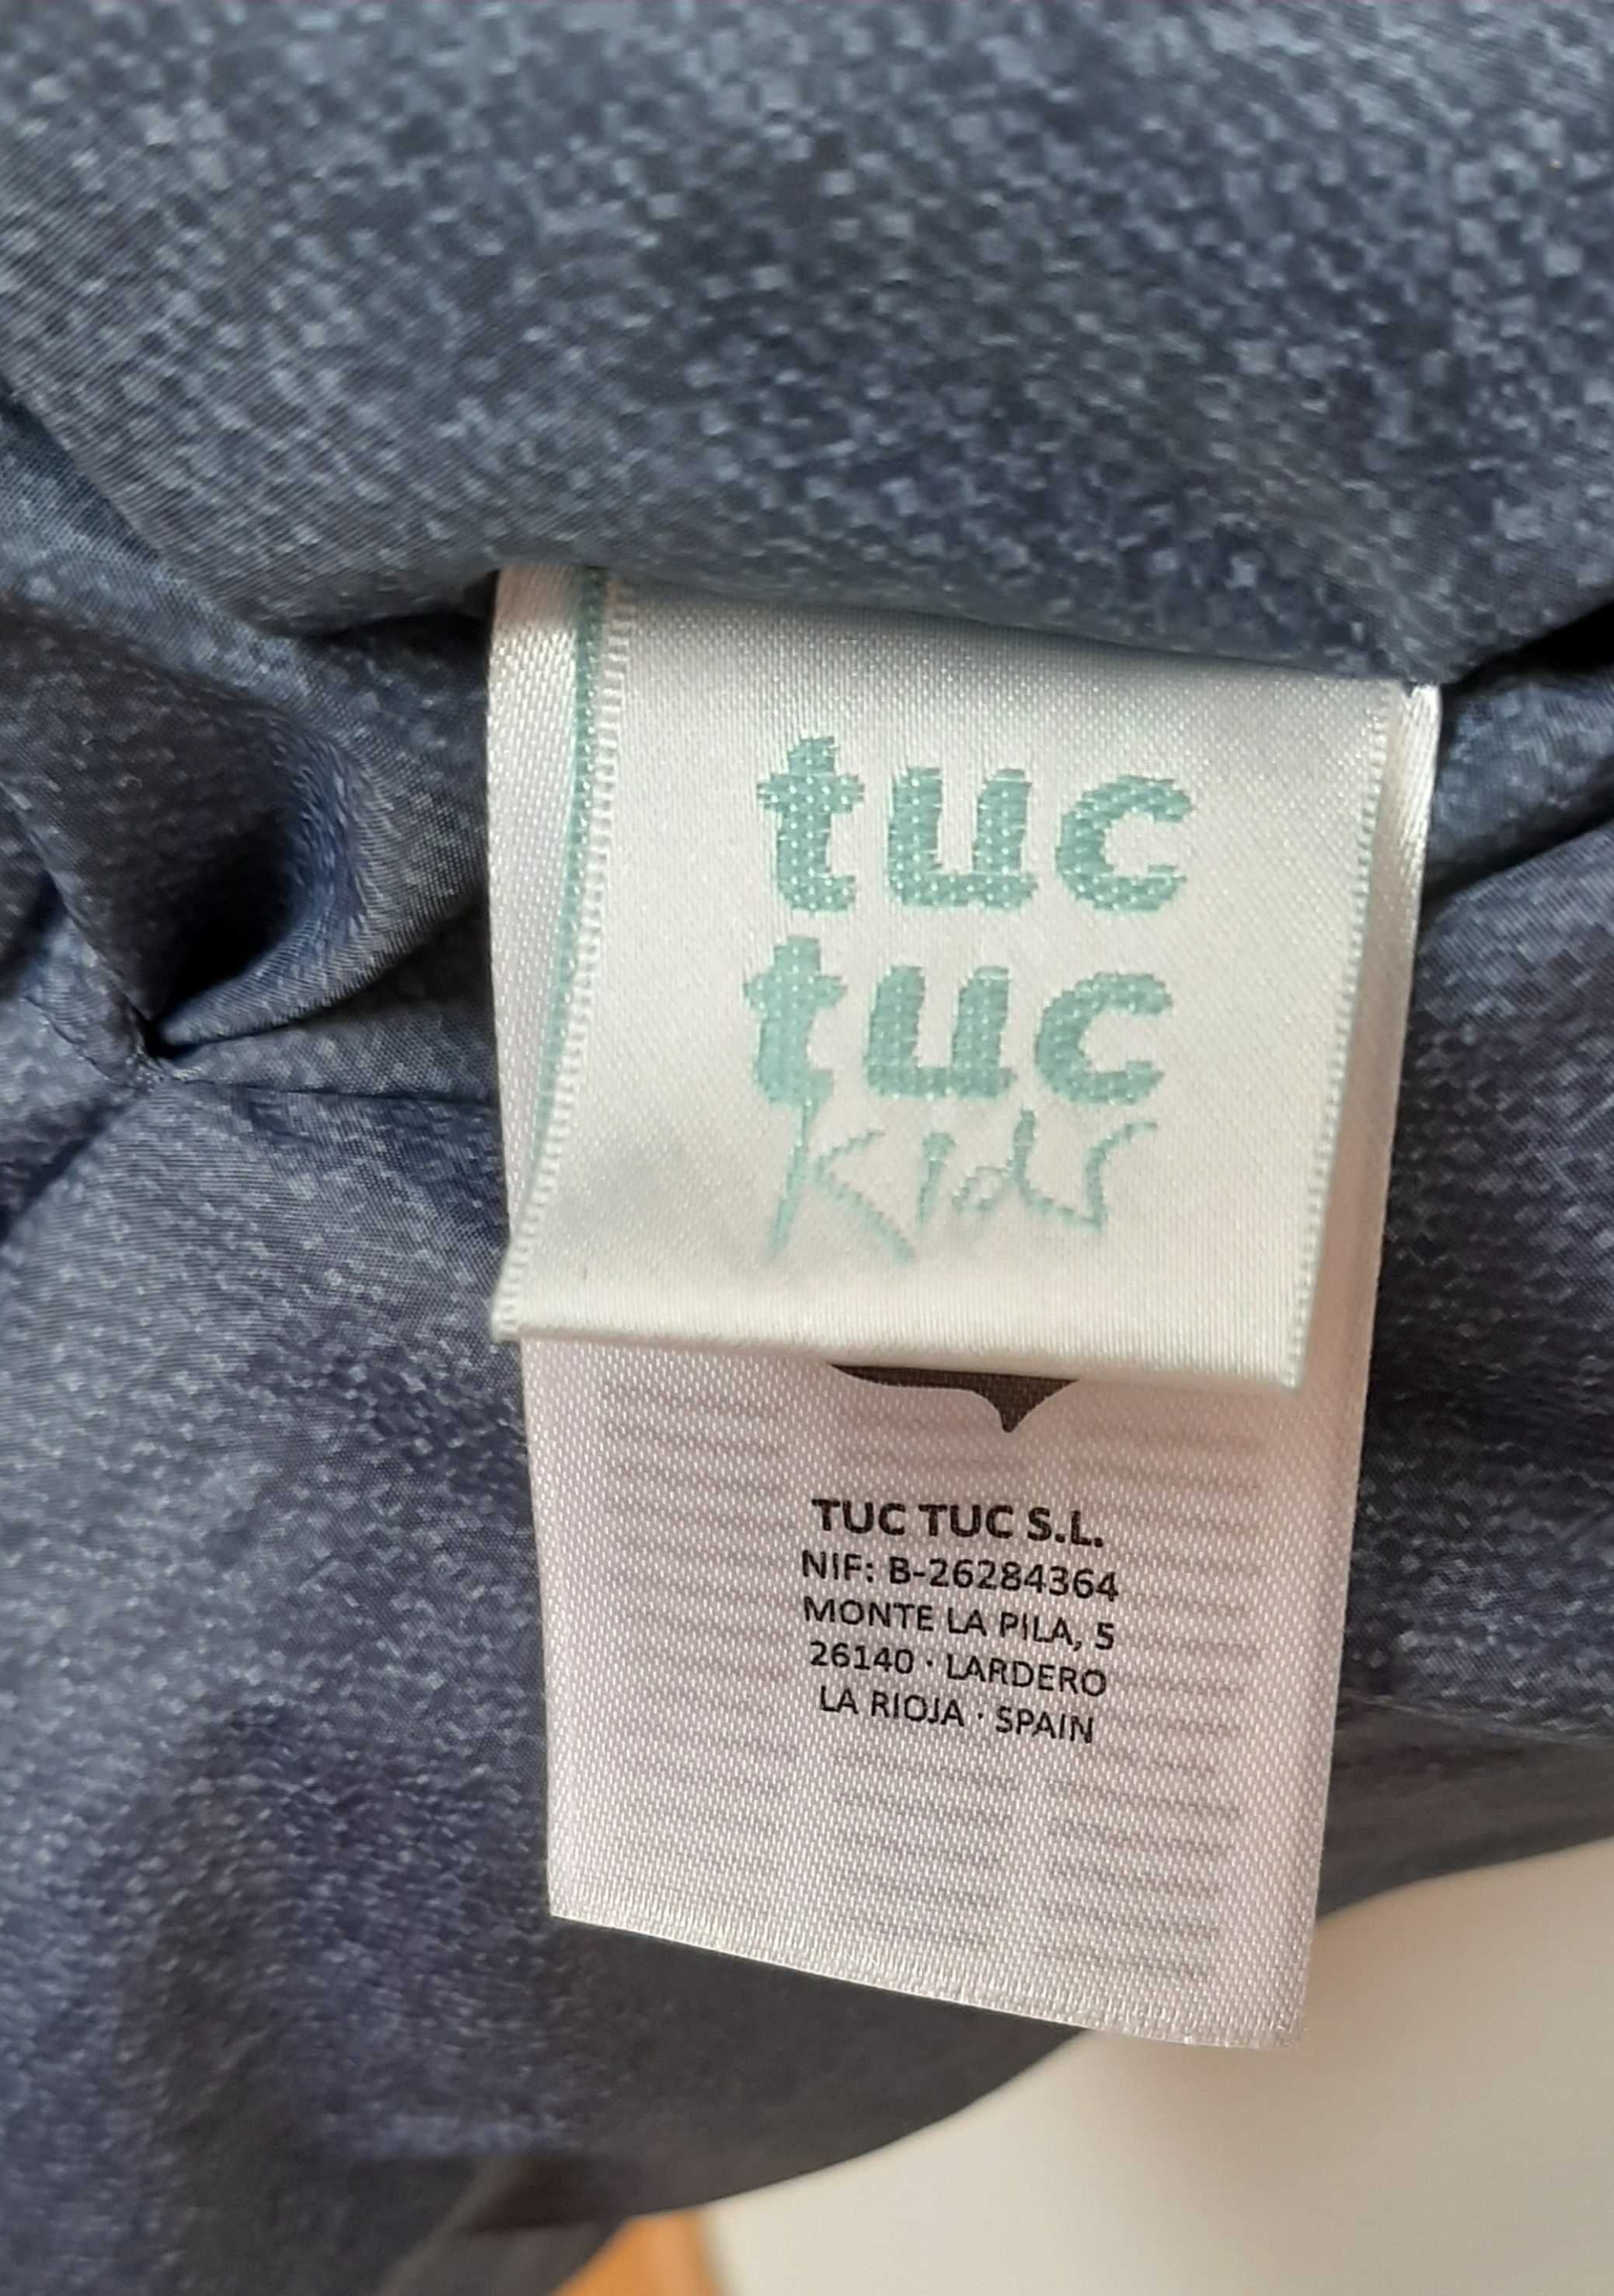 tuc
tuc
Kids
TUC TUC S.L.
NIF: B-26284364
MONTE LA PILA, 5
26140 · LARDERO
LA RIOJA · SPAIN